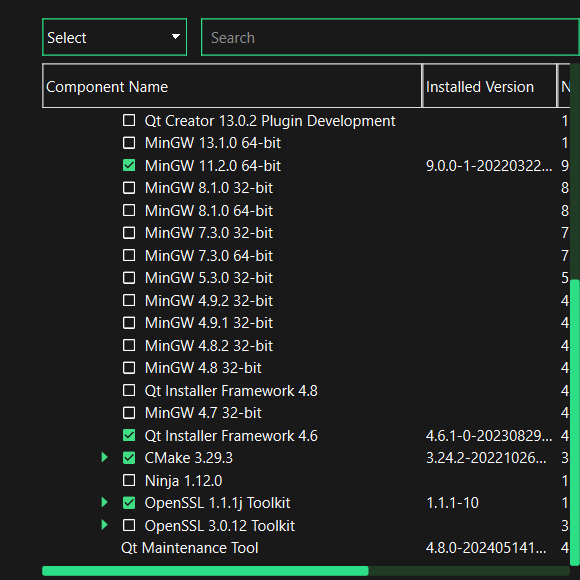 Select Search
Component Name Installed Version N
Qt Creator 13.0.2 Plugin Development 1
MinGW 13.1.0 64-bit 1
MinGW 11.2.0 64-bit 9.0.0-1-20220322... 9
MinGW 8.1.0 32-bit 8
MinGW 8.1.0 64-bit 8
MinGW 7.3.0 32-bit 7
MinGW 7.3.0 64-bit 7
MinGW 5.3.0 32-bit 5
MinGW 4.9.2 32-bit 4
MinGW 4.9.1 32-bit 4
MinGW 4.8.2 32-bit 4
MinGW 4.8 32-bit 4
Qt Installer Framework 4.8 4
MinGW 4.7 32-bit 4
Qt Installer Framework 4.6 4.6.1-0-20230829... 4
CMake 3.29.3 3.24.2-20221026... 3
Ninja 1.12.0 1
OpenSSL 1.1.1j Toolkit 1.1.1-10 1
OpenSSL 3.0.12 Toolkit 3
Qt Maintenance Tool 4.8.0-202405141... 4